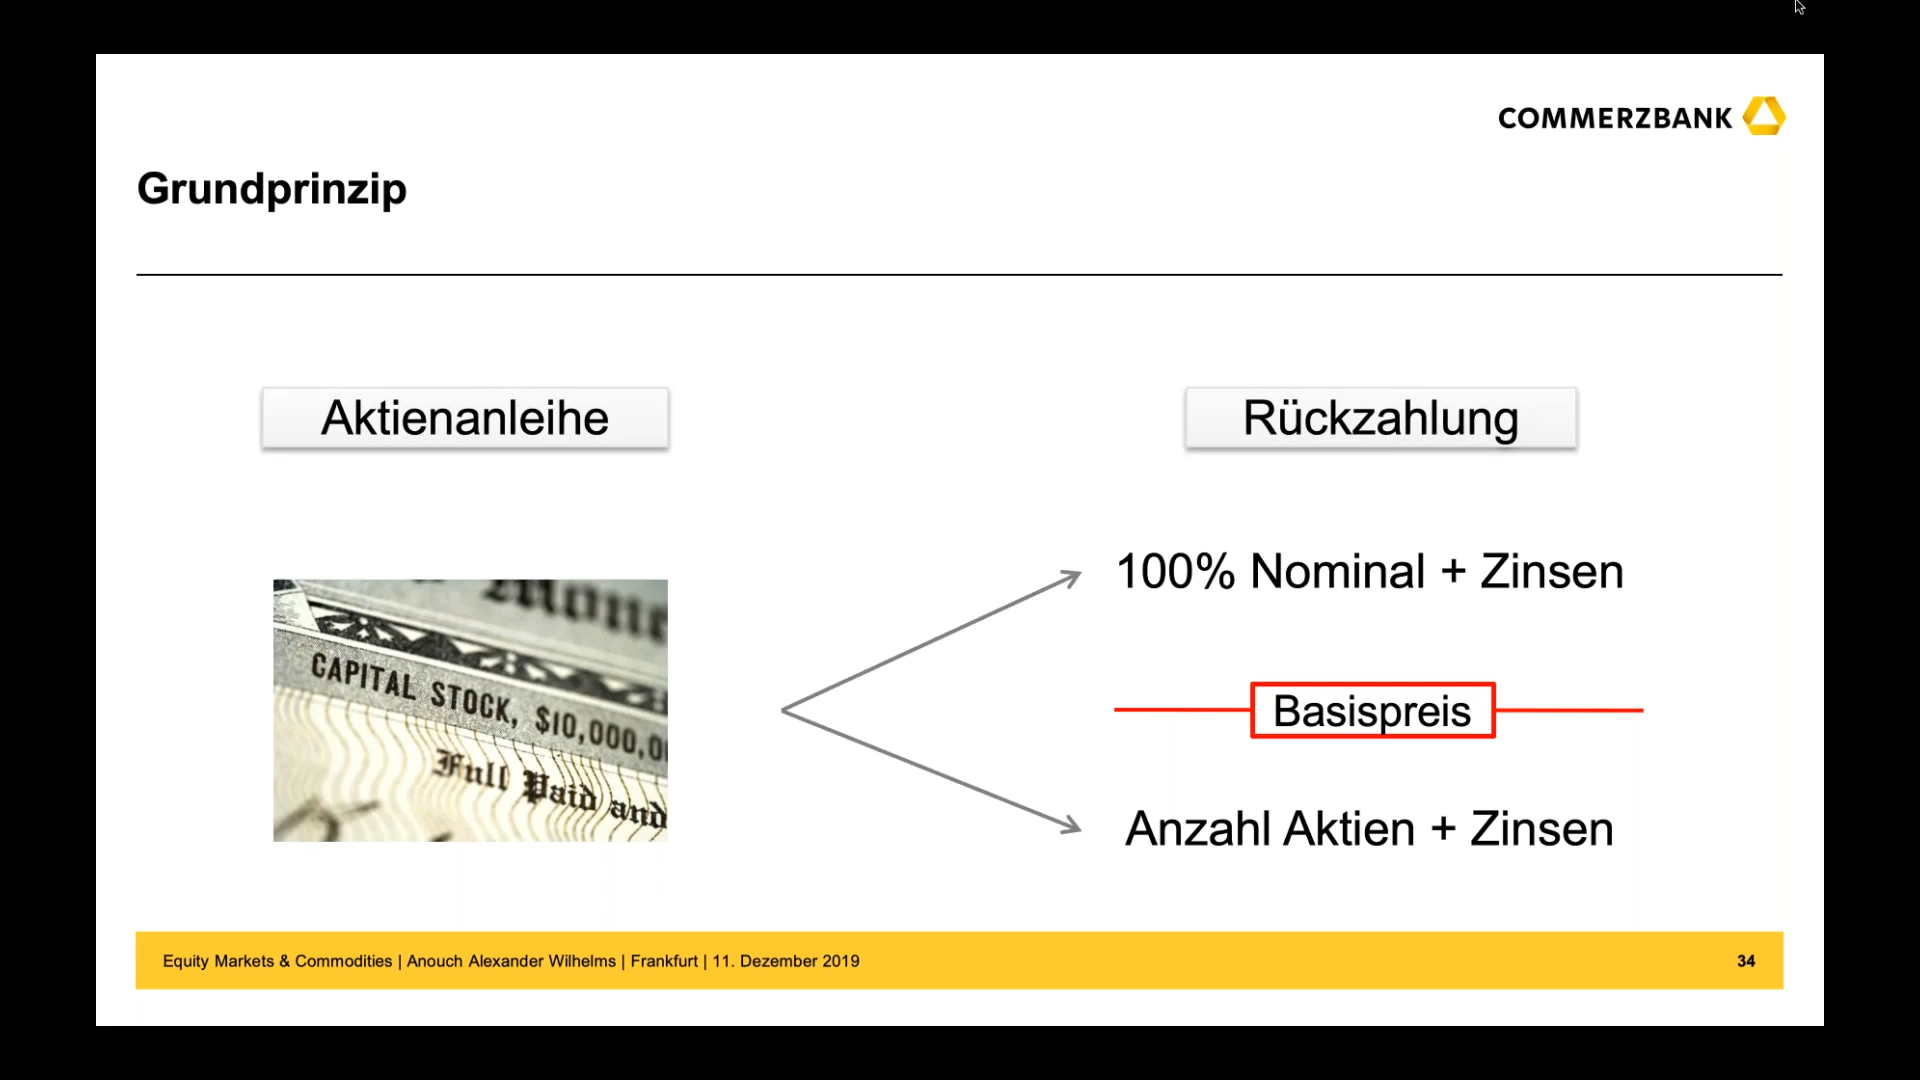 COMMERZBANK
Grundprinzip
Aktienanleihe
Rückzahlung
CAPITAL STOCK, $10,000,0
Full Paid and
100% Nominal + Zinsen
Basispreis
Anzahl Aktien + Zinsen
Equity Markets & Commodities | Anouch Alexander Wilhelms | Frankfurt | 11. Dezember 2019
34